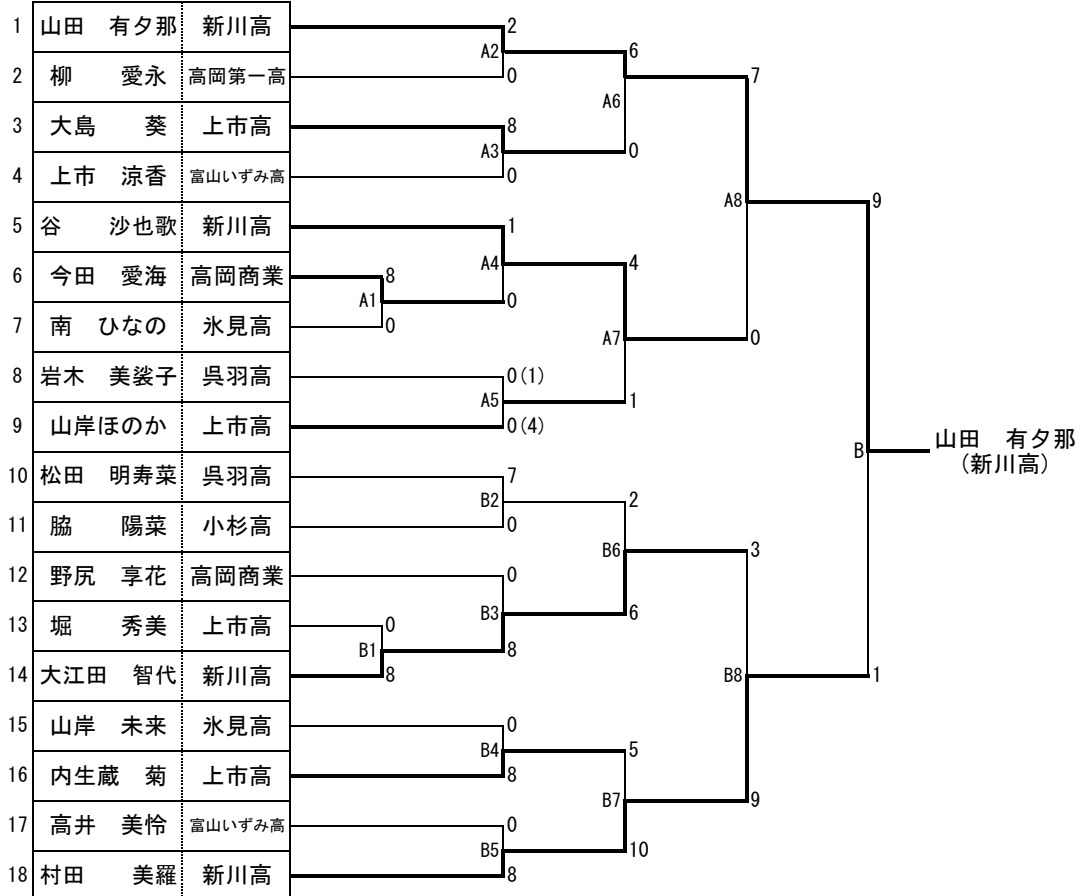 1 山田 有夕那 新川高
2 柳 愛永 高岡第一高
3 大島 葵 上市高
4 上市 涼香 富山いずみ高
5 谷 沙也歌 新川高
6 今田 愛海 高岡商業
7 南 ひなの 氷見高
8 岩木 美袋子 呉羽高
9 山岸ほのか 上市高
10 松田 明寿菜 呉羽高
11 脇 陽菜 小杉高
12 野尻 享花 高岡商業
13 堀 秀美 上市高
14 大江田 智代 新川高
15 山岸 未来 氷見高
16 内生蔵 菊 上市高
17 高井 美怜 富山いずみ高
18 村田 美羅 新川高
8
A1
0
0
B1
8
2
A2
0
8
A3
0
1
A4
0
0(1)
A5
0(4)
7
B2
0
0
B3
8
0
B4
8
0
B5
8
6
A6
0
4
A7
1
2
B6
6
5
B7
10
7
A8
0
3
B8
9
9
B
1
山田 有夕那
(新川高)